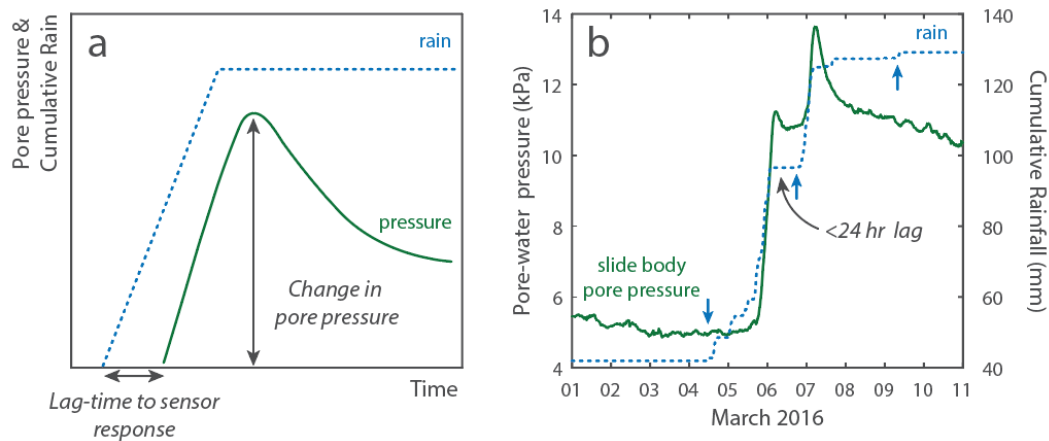 Pore pressure &
Cumulative Rain
a
rain
pressure
Change in
pore pressure
Time
Lag-time to sensor
response
b
rain
Pore-water pressure (kPa)
14
12
10
8
6
4
slide body
pore pressure
<24 hr lag
140
120
100
80
60
40
Cumulative Rainfall (mm)
01 02 03 04 05 06 07 08 09 10 11
March 2016